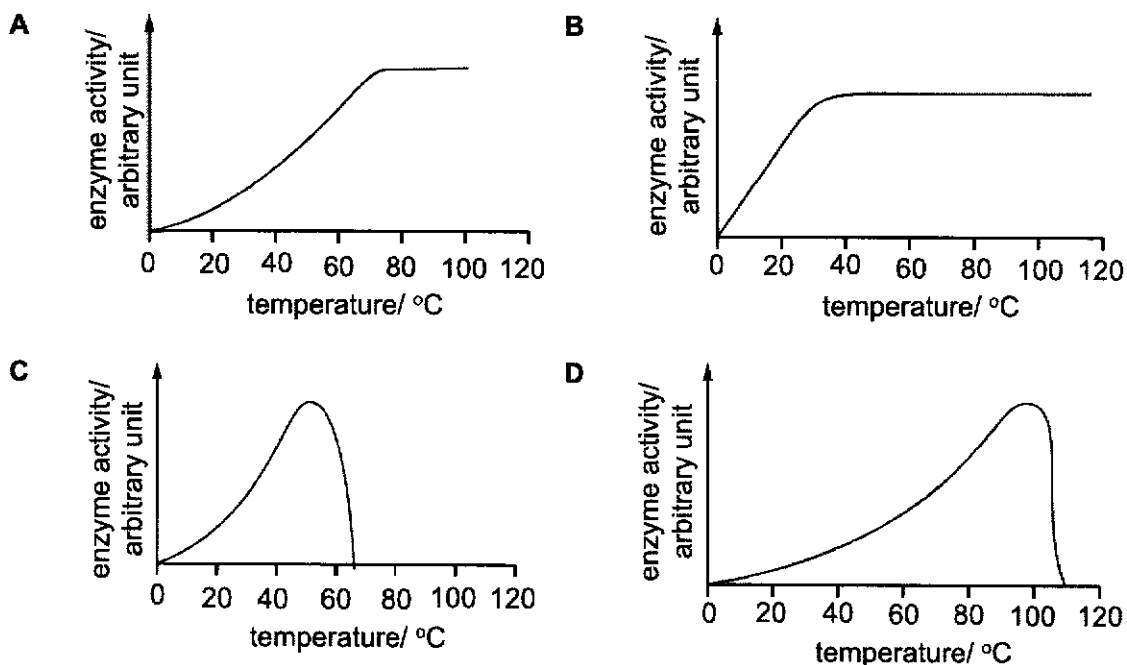 A
enzyme activity/
arbitrary unit
0 20 40 60 80 100 120
temperature/ °C
B
enzyme activity/
arbitrary unit
0 20 40 60 80 100 120
temperature/ °C
C
enzyme activity/
arbitrary unit
0 20 40 60 80 100 120
temperature/ °C
D
enzyme activity/
arbitrary unit
0 20 40 60 80 100 120
temperature/ °C